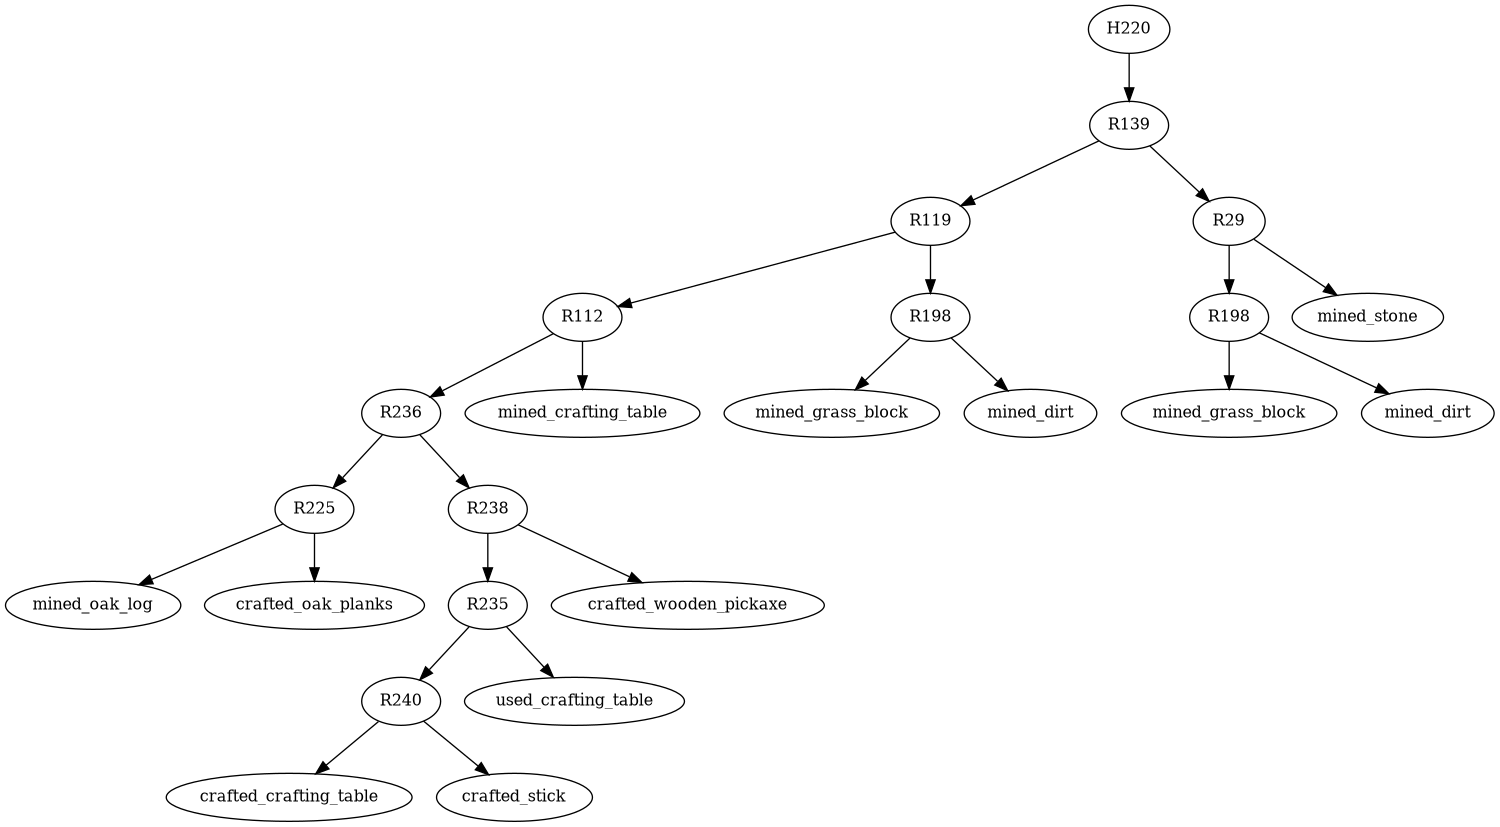 H220
R139
R119
R29
R112
R198
R198
mined_stone
R236
mined_crafting_table
mined_grass_block
mined_dirt
mined_grass_block
mined_dirt
R225
R238
mined_oak_log
crafted_oak_planks
R235
crafted_wooden_pickaxe
R240
used_crafting_table
crafted_crafting_table
crafted_stick